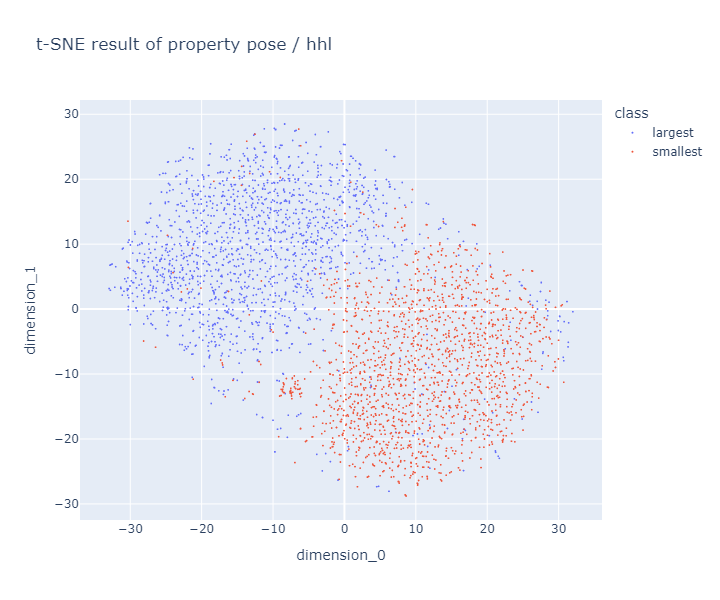 t-SNE result of property pose / hhl
class
largest
smallest
dimension_1
30
20
10
0
−10
−20
−30
−30
−20
−10
0
10
20
30
dimension_0